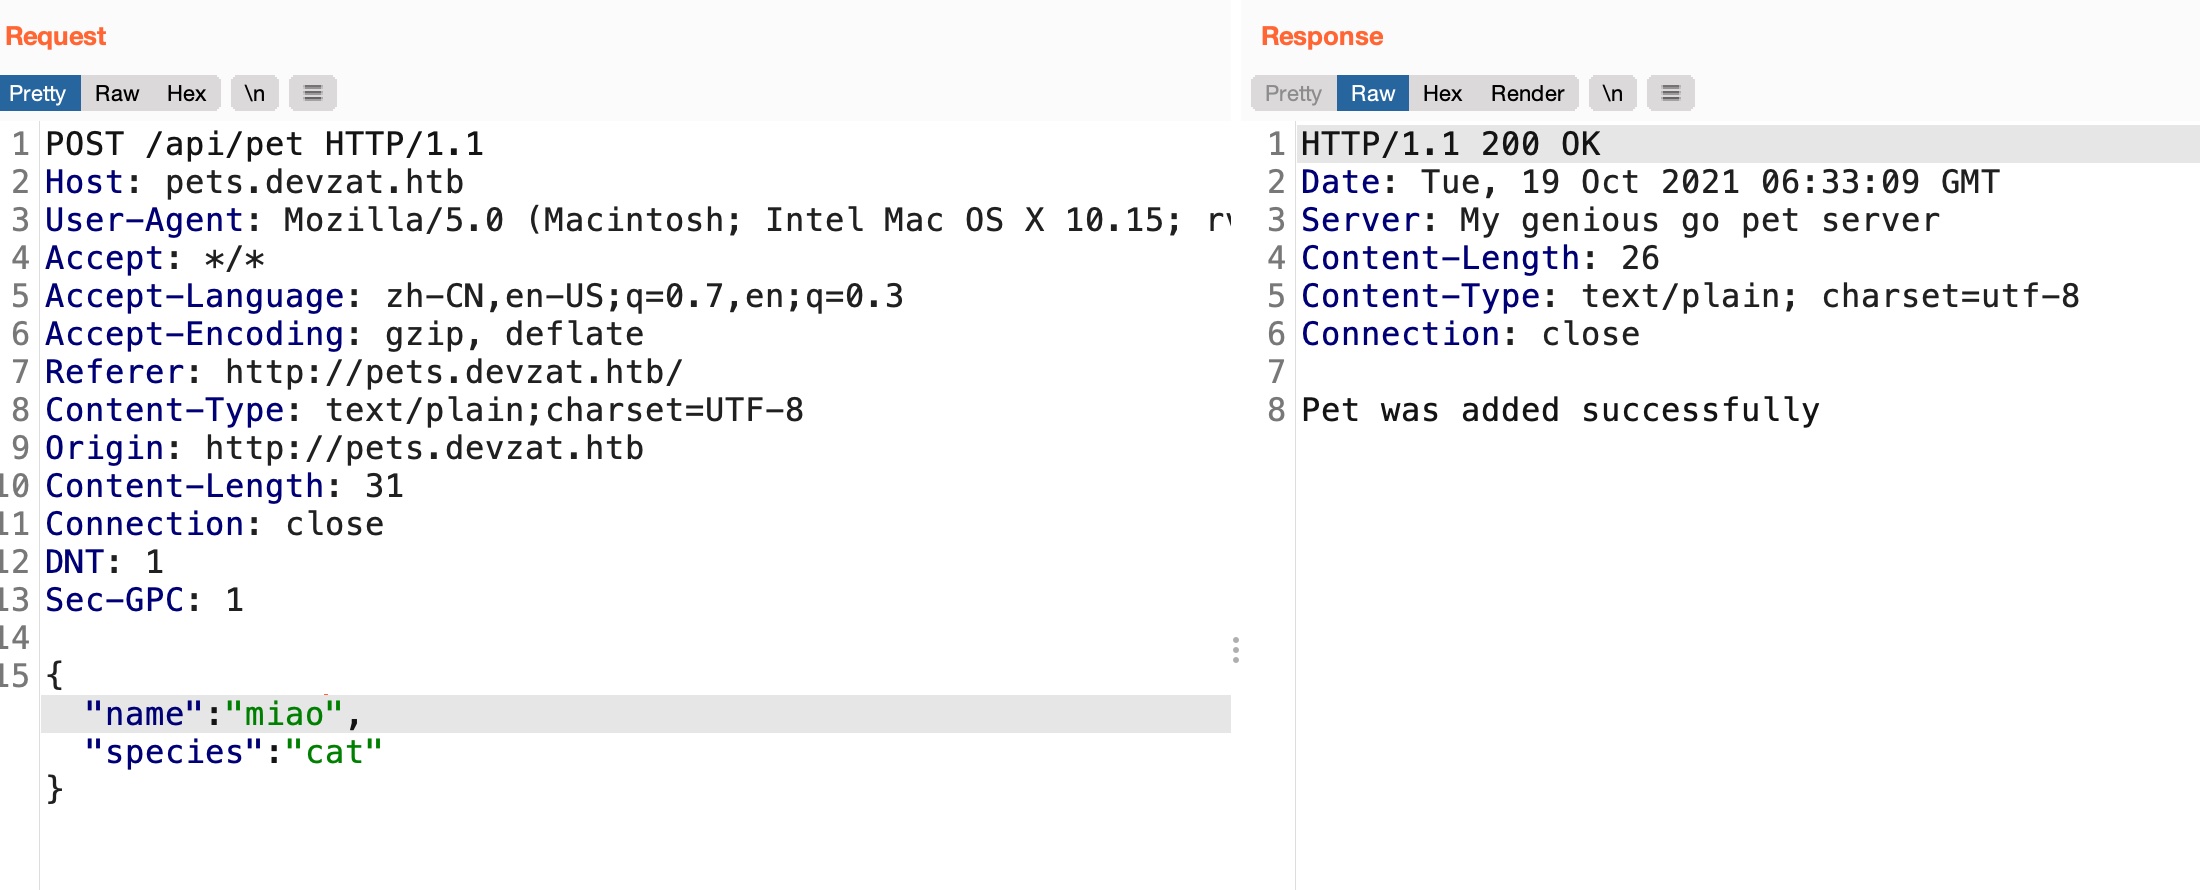 Request
Pretty Raw Hex \n
1 POST /api/pet HTTP/1.1
2 Host: pets.devzat.htb
3 User-Agent: Mozilla/5.0 (Macintosh; Intel Mac OS X 10.15;
4 Accept: */*
5 Accept-Language: zh-CN,en-US;q=0.7,en;q=0.3
6 Accept-Encoding: gzip, deflate
7 Referer: http://pets.devzat.htb/
8 Content-Type: text/plain;charset=UTF-8
9 Origin: http://pets.devzat.htb
10 Content-Length: 31
11 Connection: close
12 DNT: 1
13 Sec-GPC: 1
14
15 {
"name":"miao",
"species":"cat"
}
Response
Pretty Raw Hex Render \n
1 HTTP/1.1 200 OK
2 Date: Tue, 19 Oct 2021 06:33:09 GMT
3 Server: My genious go pet server
4 Content-Length: 26
5 Content-Type: text/plain; charset=utf-8
6 Connection: close
7
8 Pet was added successfully